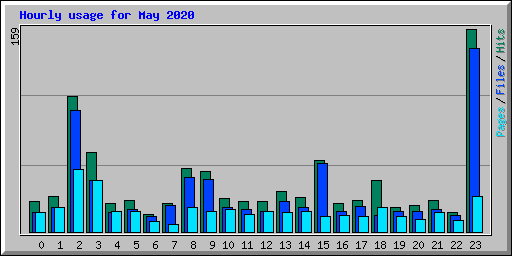 Hourly usage for May 2020
159
Pages/Files/Hits
0 1 2 3 4 5 6 7 8 9 10 11 12 13 14 15 16 17 18 19 20 21 22 23